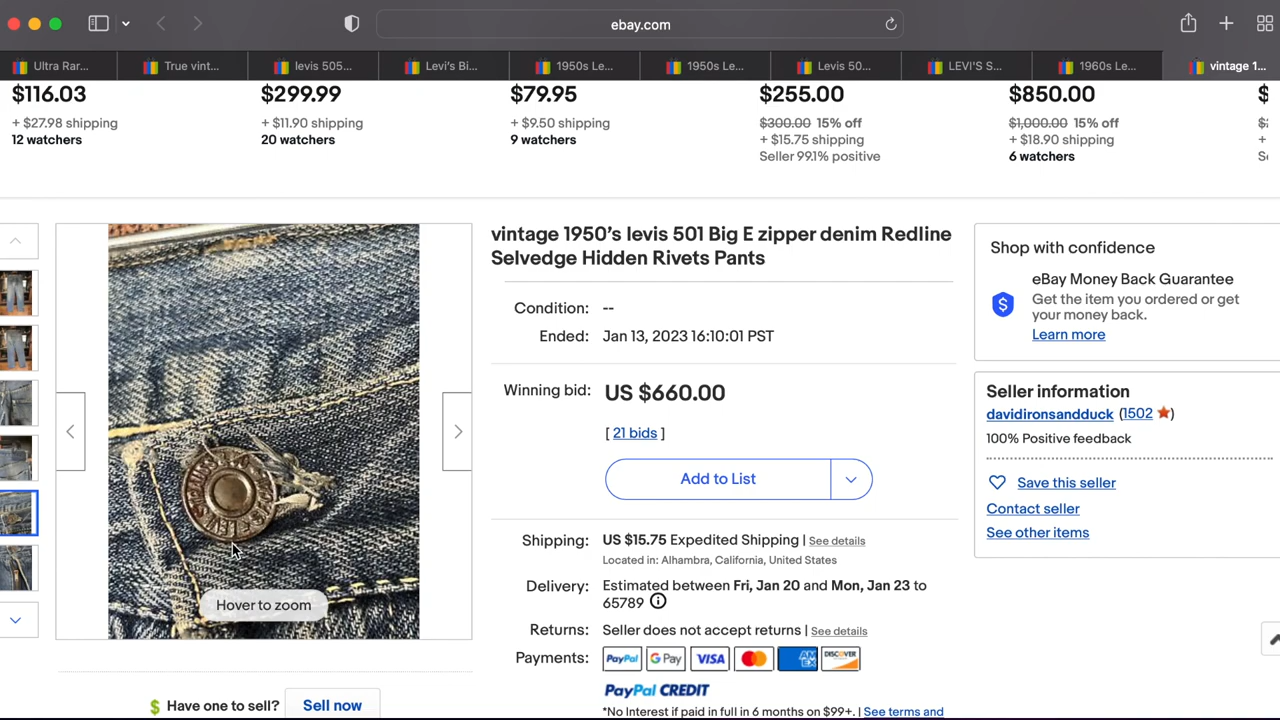 ebay.com
Ultra Rar...
True vint...
levis 505...
Levi's Bi...
1950s Le...
1950s Le...
Levis 50...
LEVI'S S...
1960s Le...
vintage 1...
$116.03
+ $27.98 shipping
12 watchers
$299.99
+ $11.90 shipping
20 watchers
$79.95
+ $9.50 shipping
9 watchers
$255.00
$300.00 15% off
+ $15.75 shipping
Seller 99.1% positive
$850.00
$1,000.00 15% off
+ $18.90 shipping
6 watchers
vintage 1950's levis 501 Big E zipper denim Redline
Selvedge Hidden Rivets Pants
Condition: --
Ended: Jan 13, 2023 16:10:01 PST
Winning bid: US $660.00
[ 21 bids ]
Add to List
Shipping: US $15.75 Expedited Shipping | See details
Located in: Alhambra, California, United States
Delivery: Estimated between Fri, Jan 20 and Mon, Jan 23 to
65789
Returns: Seller does not accept returns | See details
Payments: PayPal G Pay VISA MasterCard AMEX DISCOVER
PayPal CREDIT
*No Interest if paid in full in 6 months on $99+. | See terms and
Shop with confidence
eBay Money Back Guarantee
Get the item you ordered or get
your money back.
Learn more
Seller information
davidironsandduck (1502)
100% Positive feedback
Save this seller
Contact seller
See other items
Hover to zoom
Have one to sell? Sell now